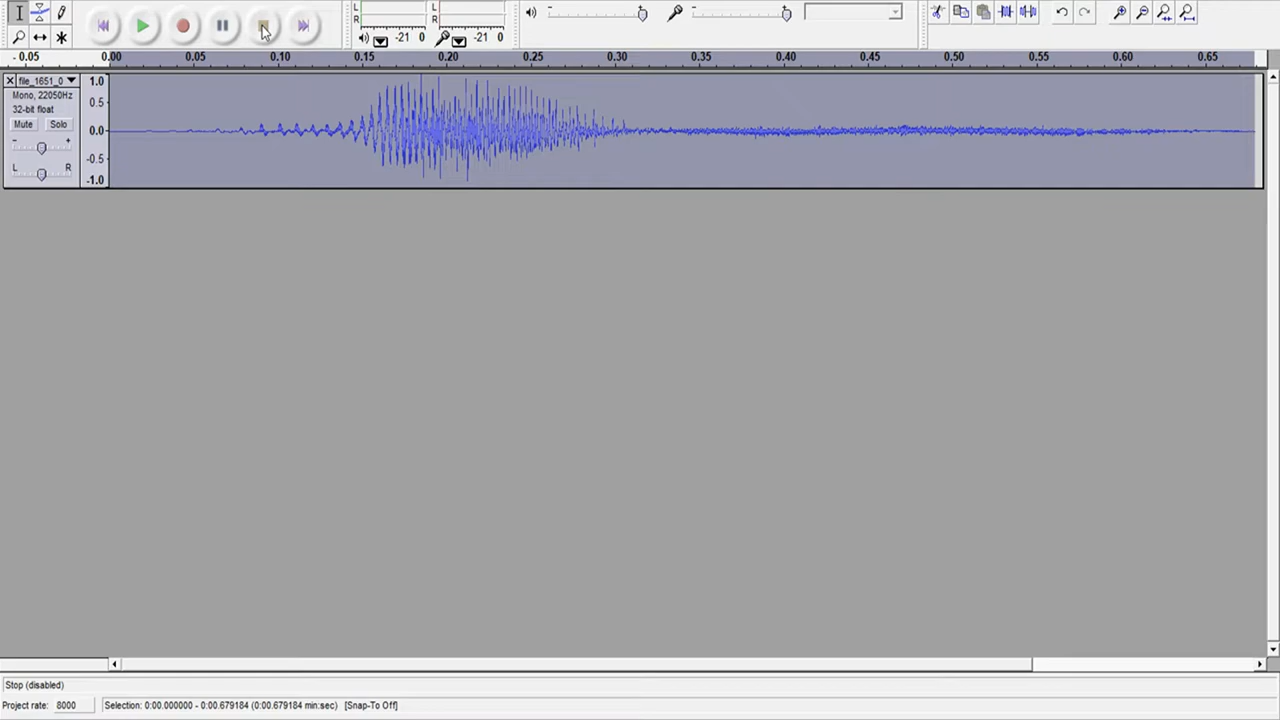 L
R
-21 0
L
R
-21 0
- 0.05 0.00 0.05 0.10 0.15 0.20 0.25 0.30 0.35 0.40 0.45 0.50 0.55 0.60 0.65
file_1651_0
Mono, 22050Hz
32-bit float
Mute Solo
- +
L R
1.0
0.5
0.0
-0.5
-1.0
Stop (disabled)
Project rate: 8000 Selection: 0:00.000000 - 0:00.679184 (0:00.679184 min:sec) [Snap-To Off]